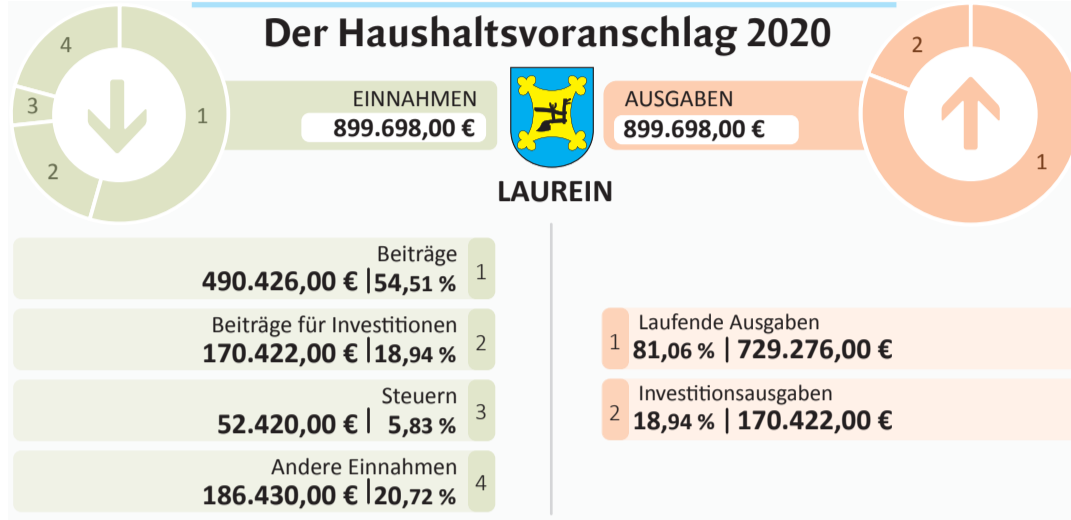 Der Haushaltsvoranschlag 2020
4
3
1
2
EINNAHMEN
899.698,00 €
LAUREIN
AUSGABEN
899.698,00 €
2
1
Beiträge
490.426,00 € | 54,51 %
1
Beiträge für Investitionen
170.422,00 € | 18,94 %
2
Steuern
52.420,00 € | 5,83 %
3
Andere Einnahmen
186.430,00 € | 20,72 %
4
1
Laufende Ausgaben
81,06 % | 729.276,00 €
2
Investitionsausgaben
18,94 % | 170.422,00 €